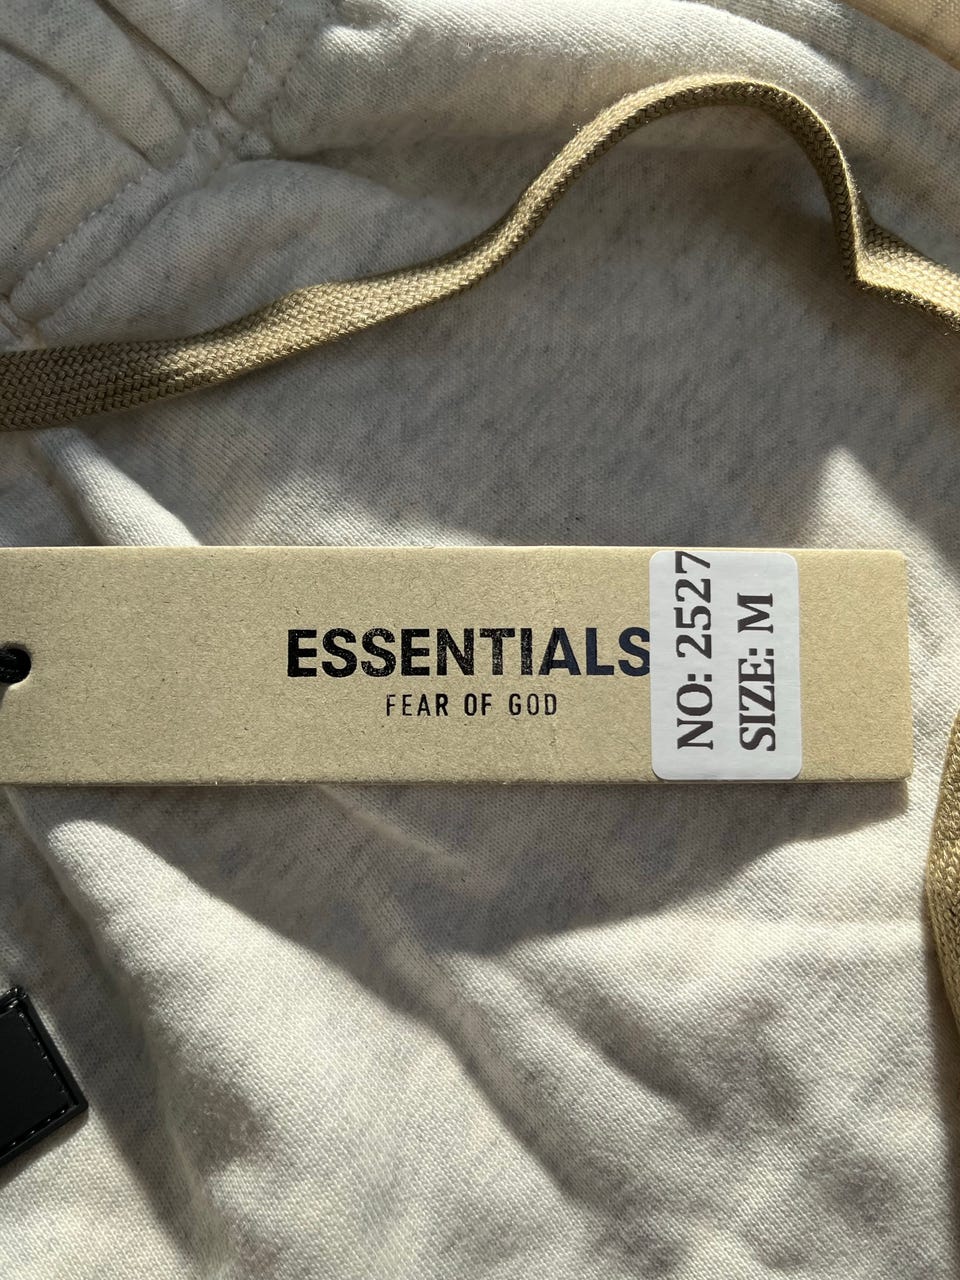 ESSENTIALS
FEAR OF GOD
NO: 2527
SIZE: M